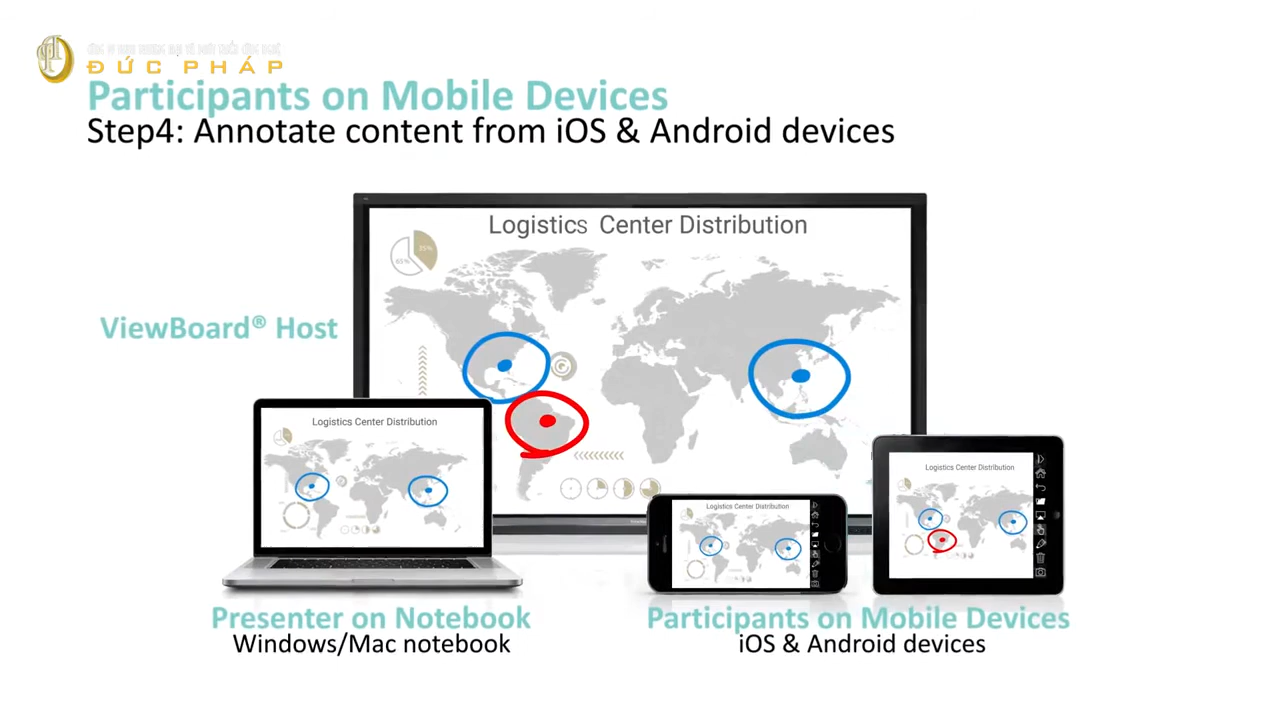 ĐỨC PHÁP
Participants on Mobile Devices
Step4: Annotate content from iOS & Android devices
Logistics Center Distribution
35%
65%
ViewBoard® Host
Logistics Center Distribution
Logistics Center Distribution
Logistics Center Distribution
Presenter on Notebook
Windows/Mac notebook
Participants on Mobile Devices
iOS & Android devices